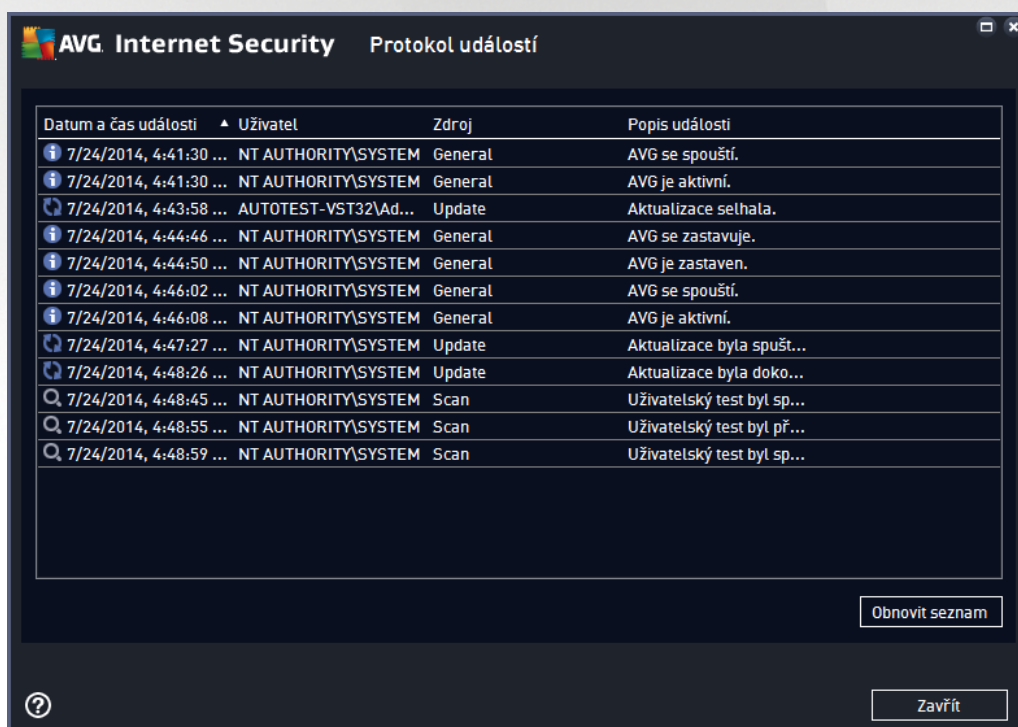 AVG. Internet Security Protokol událostí
Datum a čas události Uživatel Zdroj Popis události
7/24/2014, 4:41:30 ... NT AUTHORITY\SYSTEM General AVG se spouští.
7/24/2014, 4:41:30 ... NT AUTHORITY\SYSTEM General AVG je aktivní.
7/24/2014, 4:43:58 ... AUTOTEST-VST32\Ad... Update Aktualizace selhala.
7/24/2014, 4:44:46 ... NT AUTHORITY\SYSTEM General AVG se zastavuje.
7/24/2014, 4:44:50 ... NT AUTHORITY\SYSTEM General AVG je zastaven.
7/24/2014, 4:46:02 ... NT AUTHORITY\SYSTEM General AVG se spouští.
7/24/2014, 4:46:08 ... NT AUTHORITY\SYSTEM General AVG je aktivní.
7/24/2014, 4:47:27 ... NT AUTHORITY\SYSTEM Update Aktualizace byla spušt...
7/24/2014, 4:48:26 ... NT AUTHORITY\SYSTEM Update Aktualizace byla doko...
7/24/2014, 4:48:45 ... NT AUTHORITY\SYSTEM Scan Uživatelský test byl sp...
7/24/2014, 4:48:55 ... NT AUTHORITY\SYSTEM Scan Uživatelský test byl př...
7/24/2014, 4:48:59 ... NT AUTHORITY\SYSTEM Scan Uživatelský test byl sp...
Obnovit seznam
Zavřít